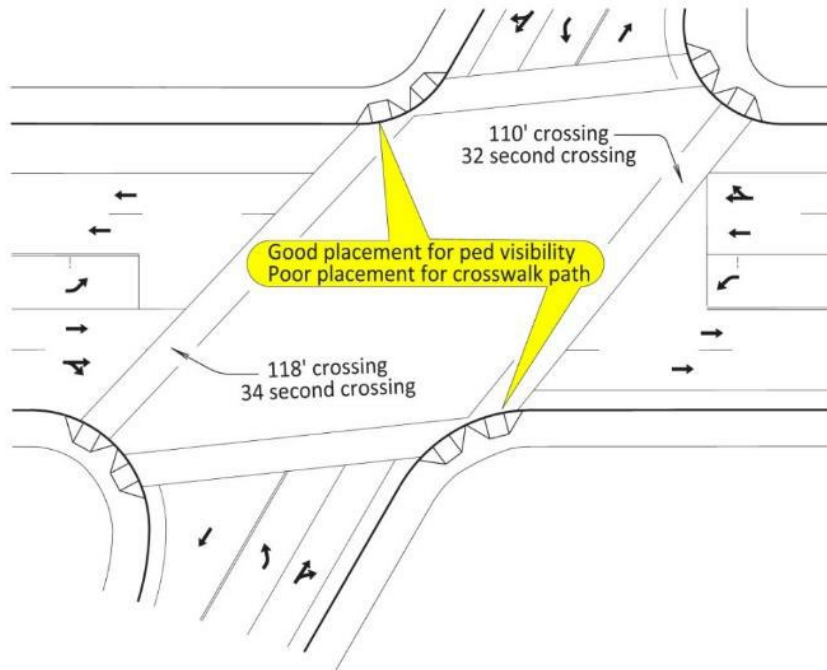 110' crossing
32 second crossing
Good placement for ped visibility
Poor placement for crosswalk path
118' crossing
34 second crossing